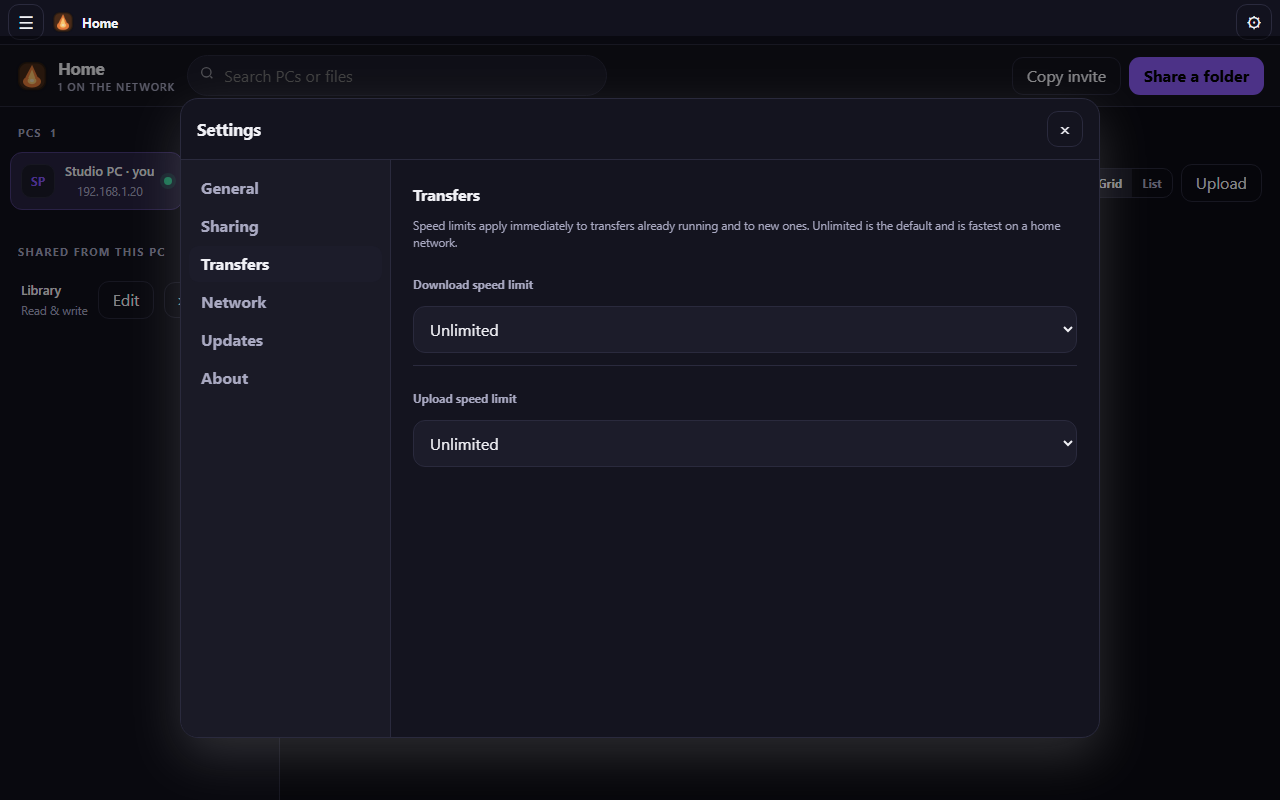 Home
Home
1 ON THE NETWORK
Search PCs or files
Copy invite
Share a folder
PCS 1
SP
Studio PC · you
192.168.1.20
SHARED FROM THIS PC
Library
Read & write
Edit
Grid
List
Upload
Settings
×
General
Sharing
Transfers
Network
Updates
About
Transfers
Speed limits apply immediately to transfers already running and to new ones. Unlimited is the default and is fastest on a home
network.
Download speed limit
Unlimited
Upload speed limit
Unlimited